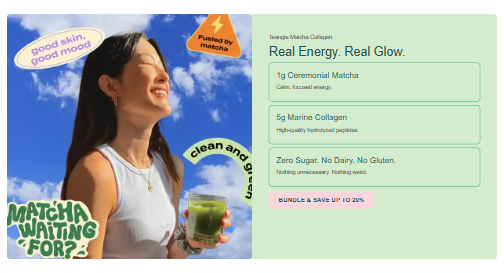 good skin,
good mood
Fueled by
matcha
clean and green
MATCHA
WAITING
FOR?
Teangle Matcha Collagen
Real Energy. Real Glow.
1g Ceremonial Matcha
Calm, focused energy.
5g Marine Collagen
High-quality hydrolyzed peptides.
Zero Sugar. No Dairy. No Gluten.
Nothing unnecessary. Nothing weird.
BUNDLE & SAVE UP TO 20%